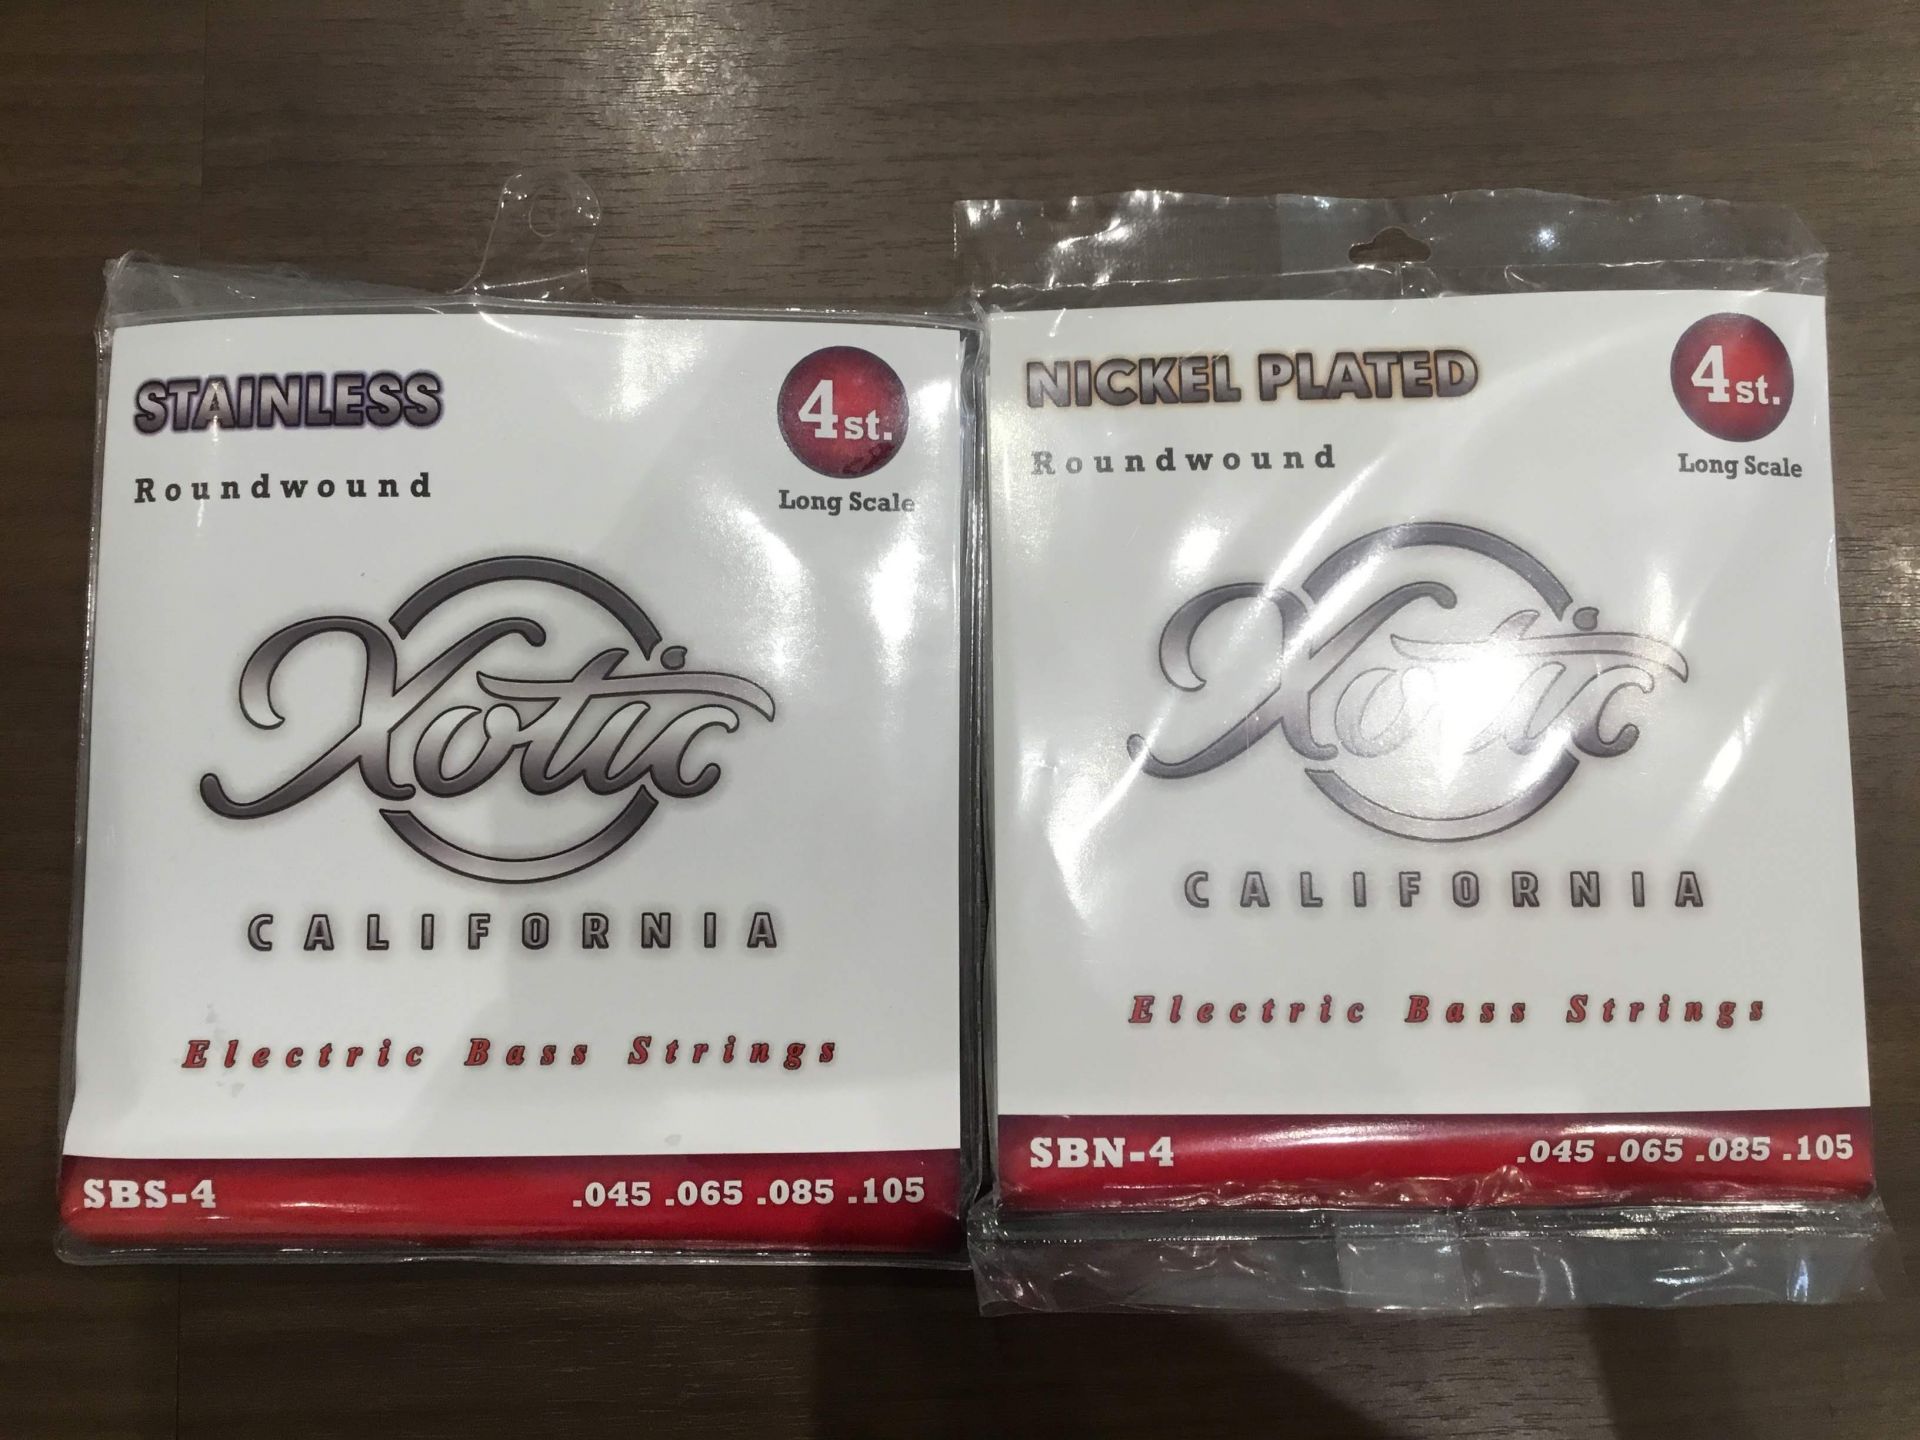 STAINLESS
Roundwound
4st.
Long Scale
Xotic
CALIFORNIA
Electric Bass Strings
SBS-4
.045 .065 .085 .105
NICKEL PLATED
Roundwound
4st.
Long Scale
Xotic
CALIFORNIA
Electric Bass Strings
SBN-4
.045 .065 .085 .105